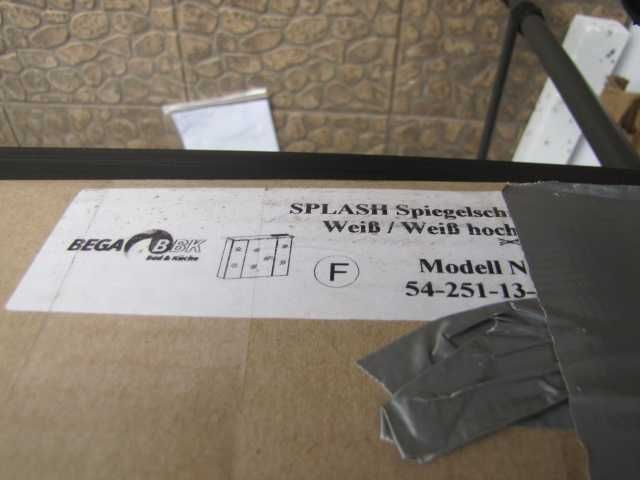 SPLASH Spiegelsch
Weiß / Weiß hoch
BEGA BBK
Bad & Küche
F
Modell N
54-251-13-